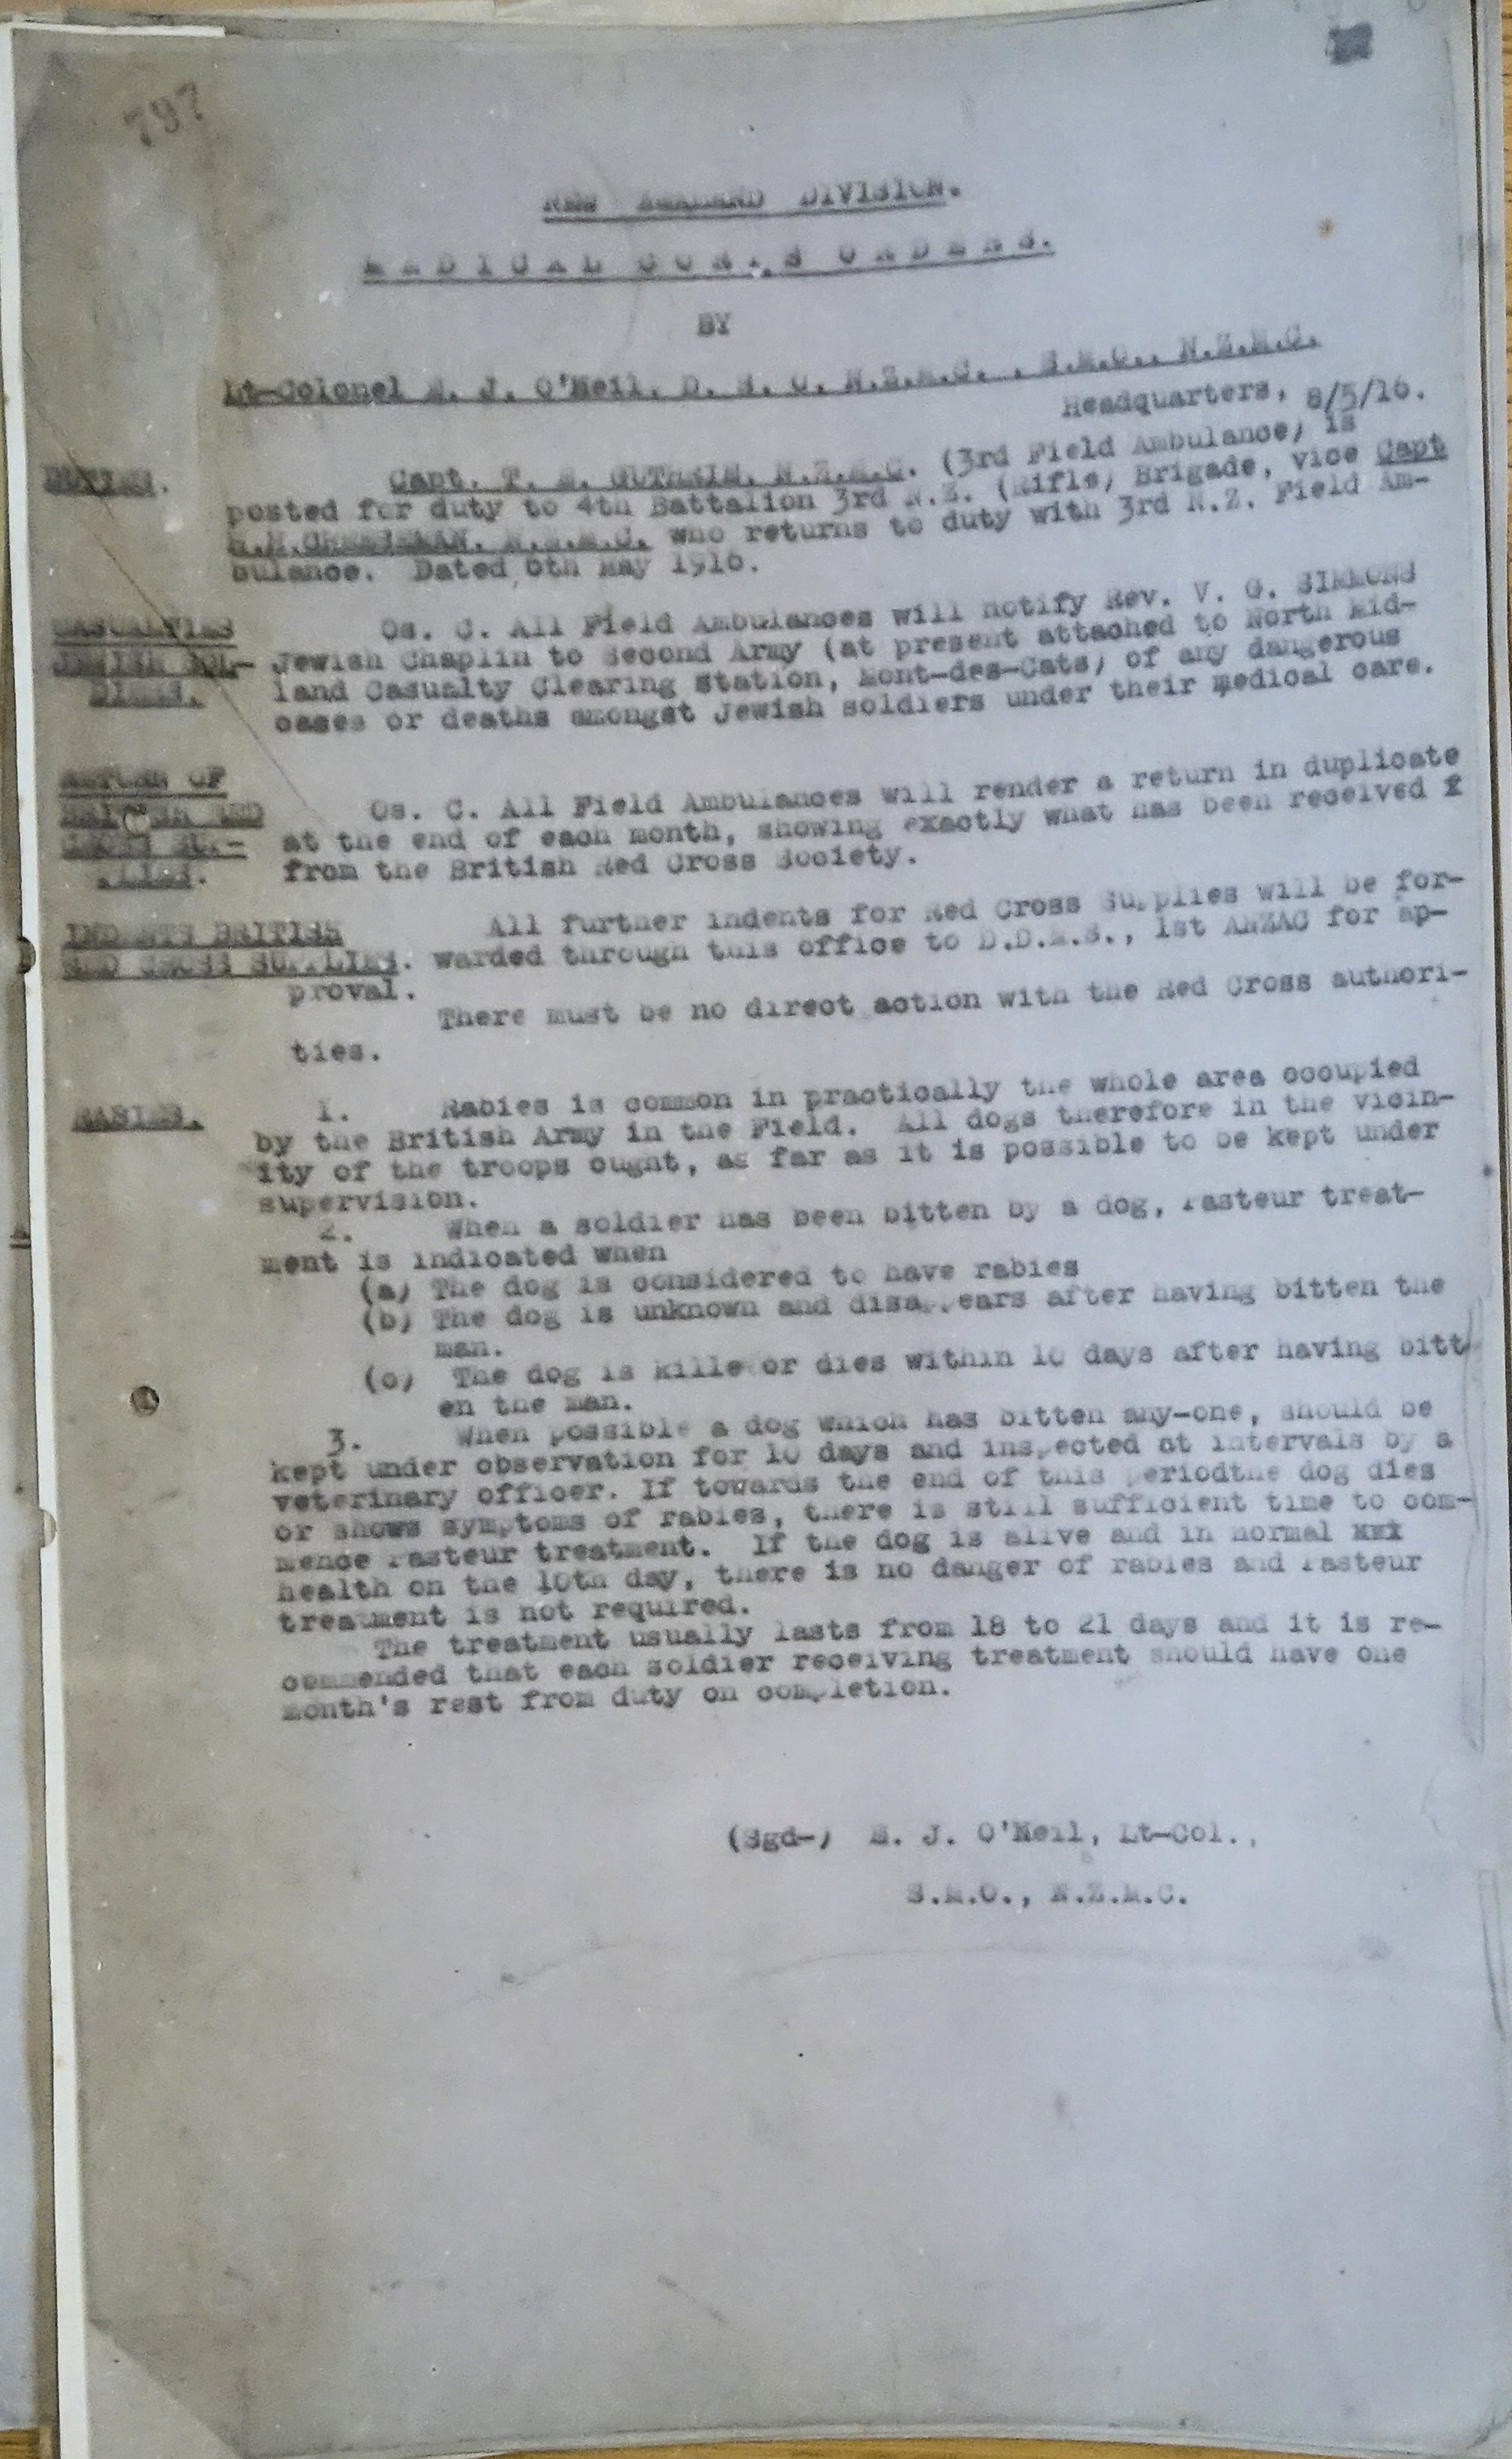 797
NEW ZEALAND DIVISION.
MEDICAL CORPS ORDERS.
BY
Lt-Colonel E. J. O'Neil, D. S. O. N.Z.M.C. , S.M.O., N.Z.M.C.
Headquarters, 8/5/16.
DUTIES. Capt. T. E. GUTHRIE, N.Z.M.C. (3rd Field Ambulance) is
posted for duty to 4th Battalion 3rd N.Z. (Rifle) Brigade, vice Capt
N.Z.M.C. who returns to duty with 3rd N.Z. Field Am-
bulance. Dated 6th May 1916.
CASUALTIES Os. C. All Field Ambulances will notify Rev. V. G. SIMMONS
JEWISH SOL- Jewish Chaplin to Second Army (at present attached to North Mid-
DIERS. land Casualty Clearing Station, Mont-des-Cats) of any dangerous
cases or deaths amongst Jewish soldiers under their medical care.
RETURN OF
BRITISH RED Os. C. All Field Ambulances will render a return in duplicate
CROSS SUP- at the end of each month, showing exactly what has been received
PLIES. from the British Red Cross Society.
INDENTS BRITISH All further indents for Red Cross Supplies will be for-
RED CROSS SUPPLIES. warded through this office to D.D.M.S., 1st ANZAC for ap-
proval.
There must be no direct action with the Red Cross authori-
ties.
RABIES. 1. Rabies is common in practically the whole area occupied
by the British Army in the Field. All dogs therefore in the vicin-
ity of the troops ought, as far as it is possible to be kept under
supervision.
2. When a soldier has been bitten by a dog, Pasteur treat-
ment is indicated when
(a) The dog is considered to have rabies
(b) The dog is unknown and disappears after having bitten the
man.
(c) The dog is kille or dies within 10 days after having bitt
en the man.
3. When possible a dog which has bitten any-one, should be
kept under observation for 10 days and inspected at intervals by a
veterinary officer. If towards the end of this periodthe dog dies
or shows symptoms of rabies, there is still sufficient time to com-
mence Pasteur treatment. If the dog is alive and in normal
health on the 10th day, there is no danger of rabies and Pasteur
treatment is not required.
The treatment usually lasts from 18 to 21 days and it is re-
commended that each soldier receiving treatment should have one
month's rest from duty on completion.
(Sgd-) E. J. O'Neil, Lt-Col.,
S.M.O., N.Z.M.C.